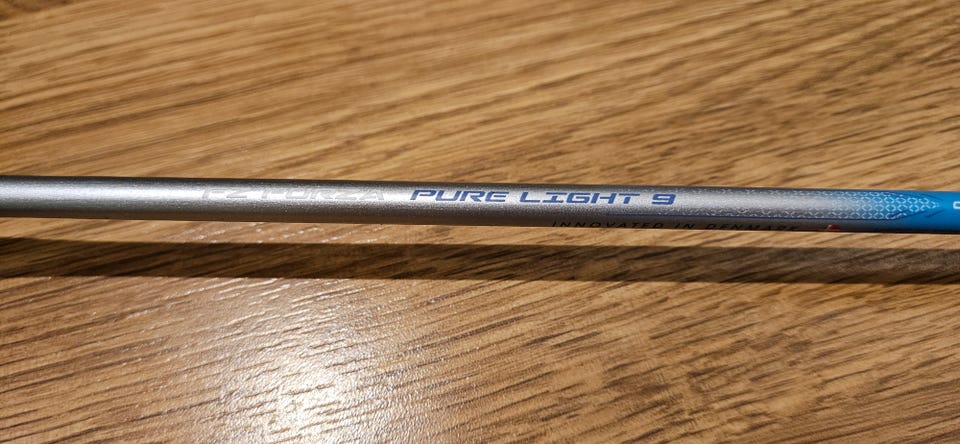 FZ FORZA PURE LIGHT 9
INNOVATED IN DENMARK